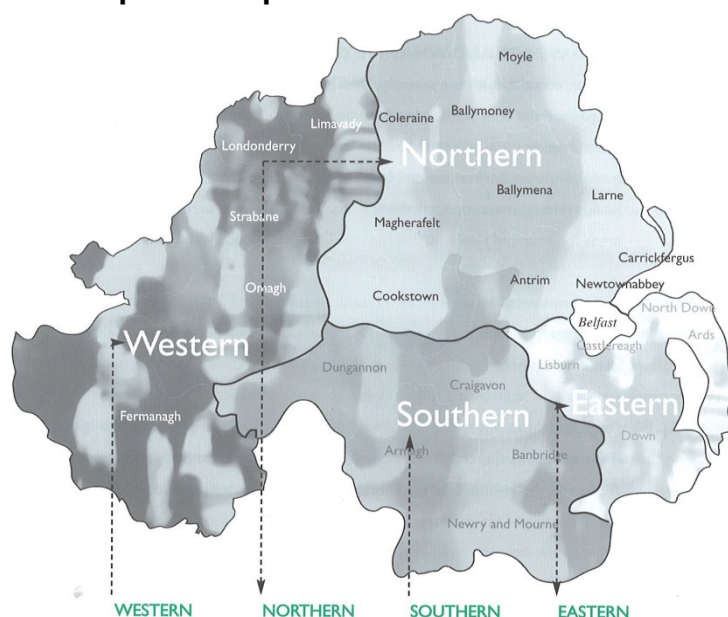 Moyle
Coleraine
Ballymoney
Limavady
Londonderry
Northern
Ballymena
Larne
Strabane
Magherafelt
Carrickfergus
Omagh
Antrim
Newtownabbey
Cookstown
North Down
Belfast
Ards
Western
Castlereagh
Dungannon
Lisburn
Craigavon
Southern
Eastern
Fermanagh
Down
Armagh
Banbridge
Newry and Mourne
WESTERN NORTHERN SOUTHERN EASTERN